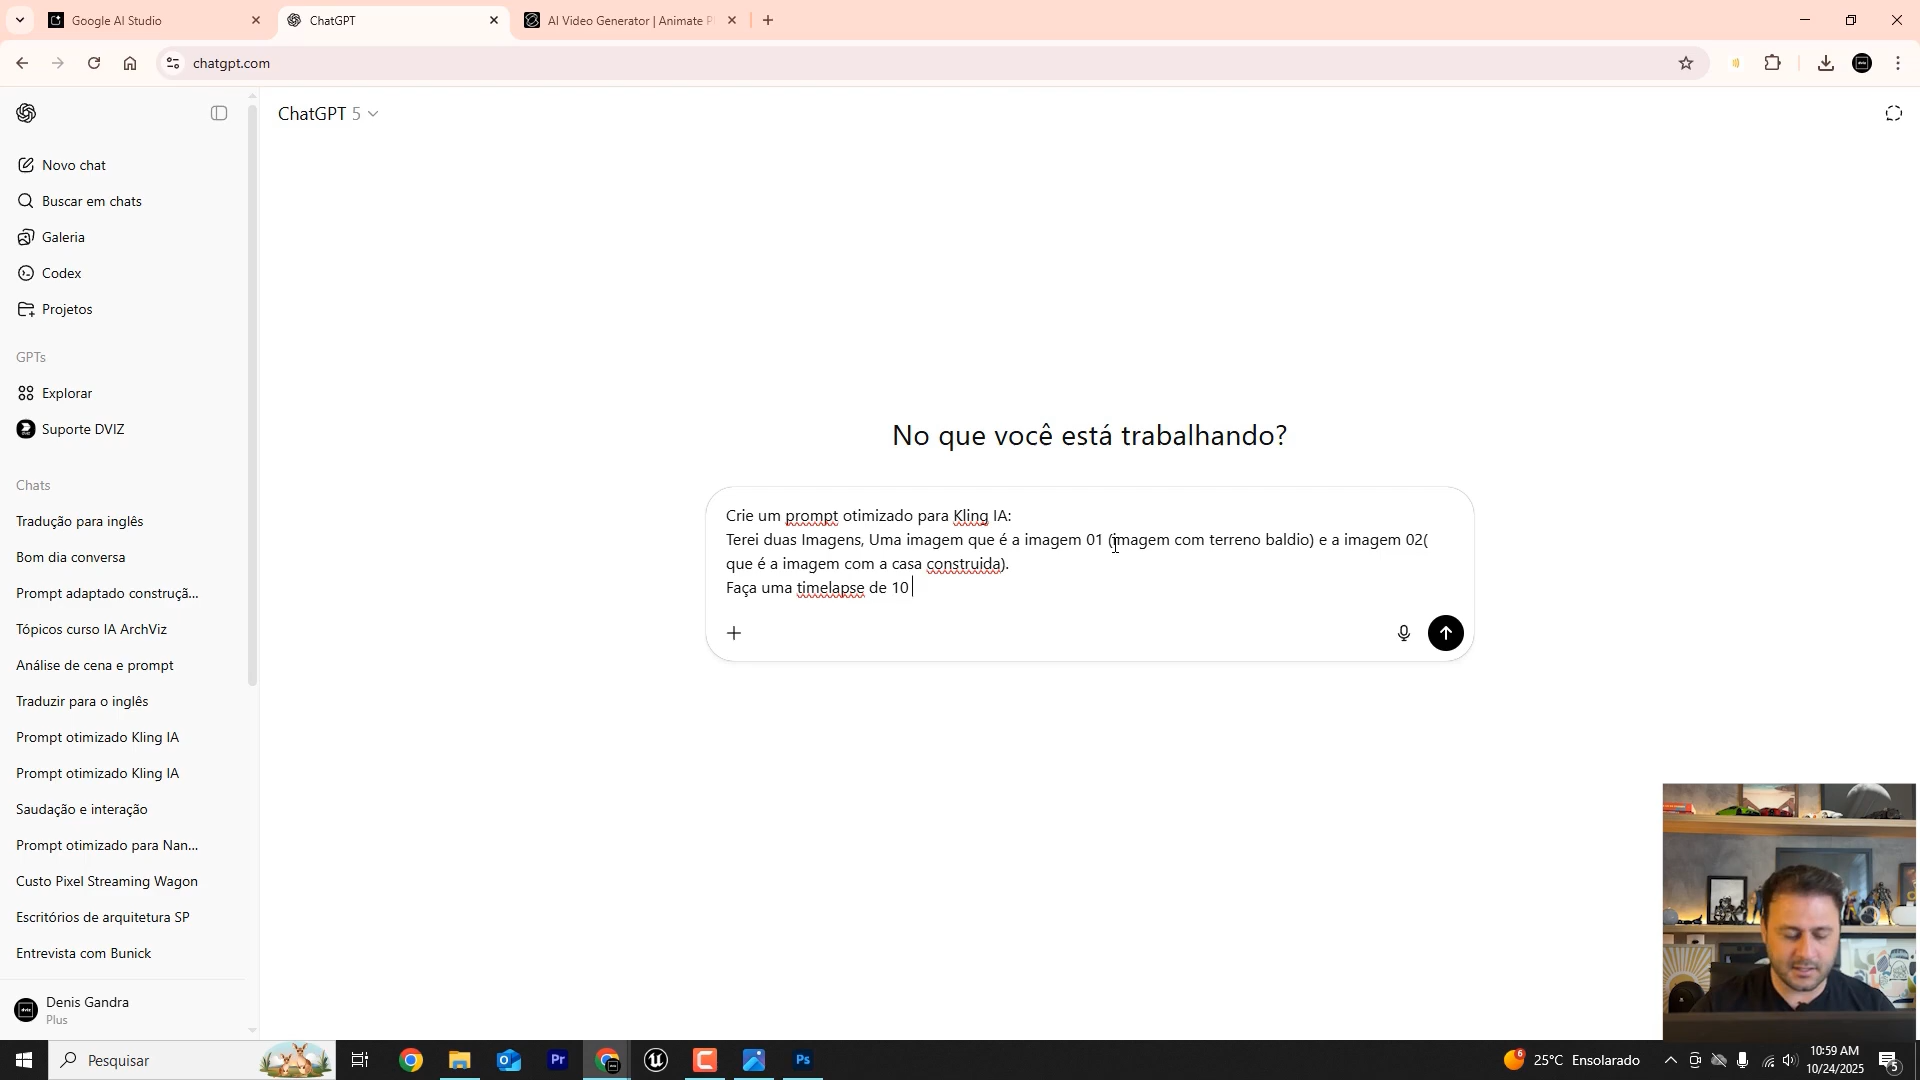 Google AI Studio
ChatGPT
AI Video Generator | Animate P
chatgpt.com
ChatGPT 5
Novo chat
Buscar em chats
Galeria
Codex
Projetos
GPTs
Explorar
Suporte DVIZ
Chats
Tradução para inglês
Bom dia conversa
Prompt adaptado construçã...
Tópicos curso IA ArchViz
Análise de cena e prompt
Traduzir para o inglês
Prompt otimizado Kling IA
Prompt otimizado Kling IA
Saudação e interação
Prompt otimizado para Nan...
Custo Pixel Streaming Wagon
Escritórios de arquitetura SP
Entrevista com Bunick
Denis Gandra
Plus
No que você está trabalhando?
Crie um prompt otimizado para Kling IA:
Terei duas Imagens, Uma imagem que é a imagem 01 (imagem com terreno baldio) e a imagem 02(
que é a imagem com a casa construida).
Faça uma timelapse de 10
Pesquisar
Pr
Ps
6
25°C Ensolarado
10:59 AM
10/24/2025
5